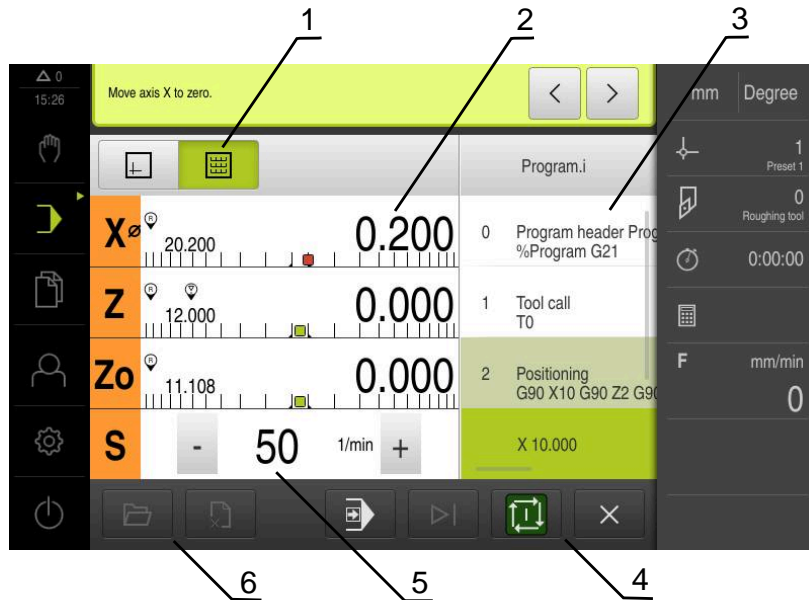 1
2
3
0
15:26
Move axis X to zero.
mm
Degree
1
Preset 1
Program.i
X⌀
R
20.200
0.200
0
Program header Prog
%Program G21
0
Roughing tool
0:00:00
Z
R
12.000
0.000
1
Tool call
T0
Zo
R
11.108
0.000
2
Positioning
G90 X10 G90 Z2 G90
F
mm/min
0
S
-
50
1/min
+
X 10.000
6
5
4